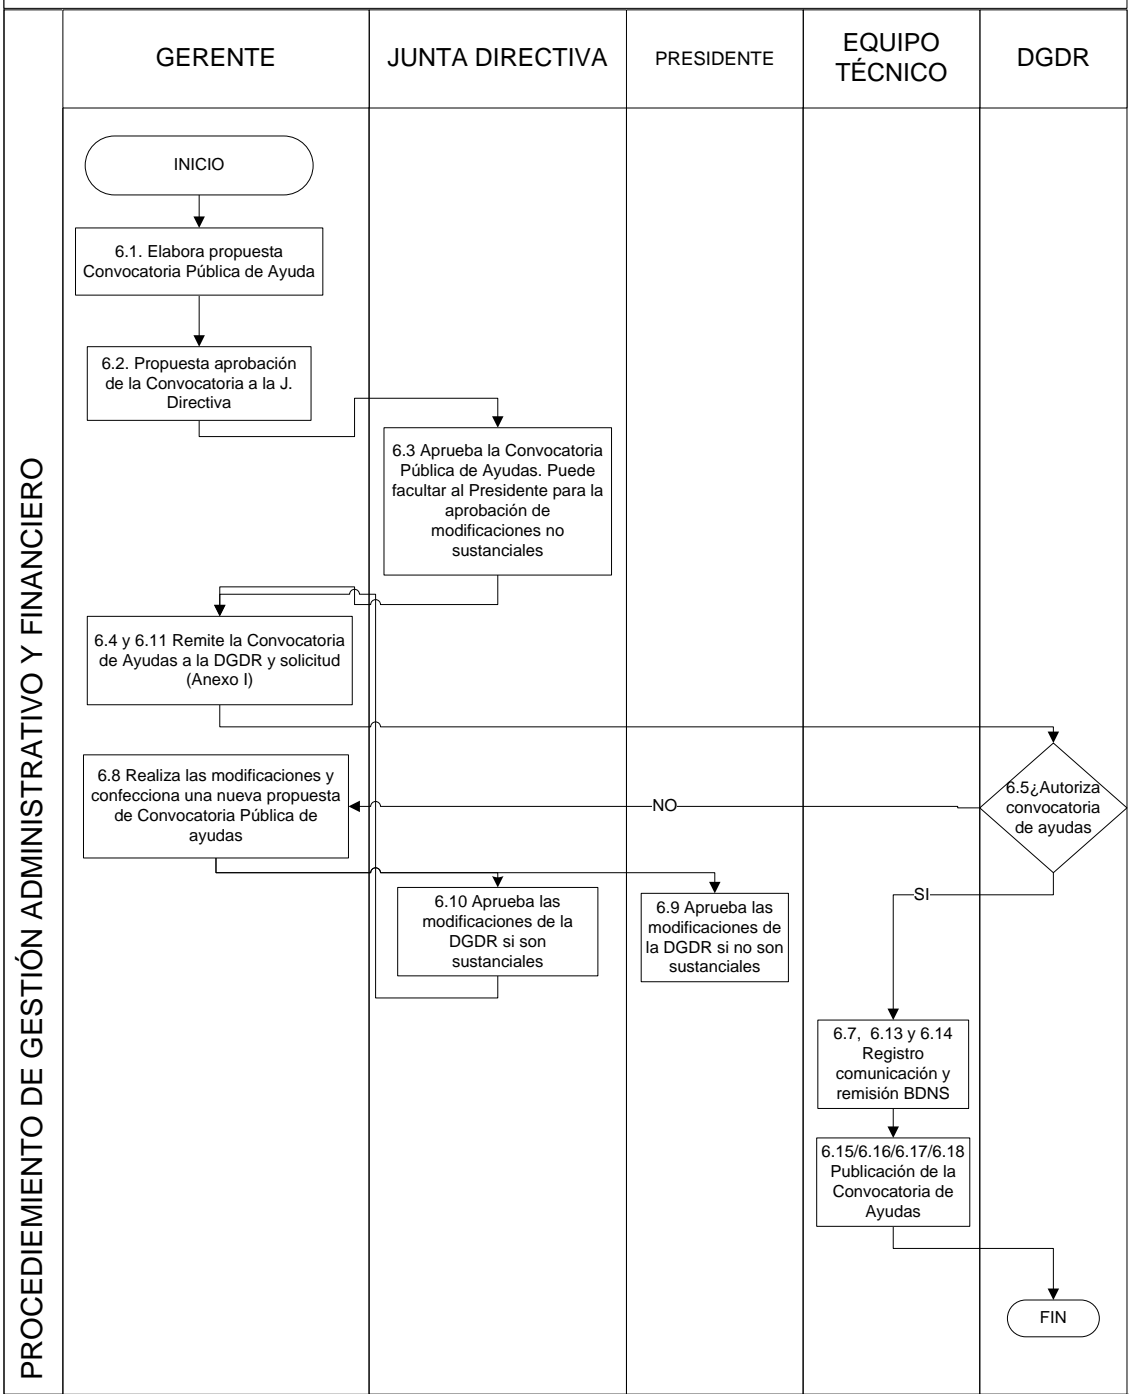 PROCEDIEMIENTO DE GESTIÓN ADMINISTRATIVO Y FINANCIERO
GERENTE
JUNTA DIRECTIVA
PRESIDENTE
EQUIPO
TÉCNICO
DGDR
INICIO
6.1. Elabora propuesta
Convocatoria Pública de Ayuda
6.2. Propuesta aprobación
de la Convocatoria a la J.
Directiva
6.3 Aprueba la Convocatoria
Pública de Ayudas. Puede
facultar al Presidente para la
aprobación de
modificaciones no
sustanciales
6.4 y 6.11 Remite la Convocatoria
de Ayudas a la DGDR y solicitud
(Anexo I)
6.5¿Autoriza
convocatoria
de ayudas
NO
6.8 Realiza las modificaciones y
confecciona una nueva propuesta
de Convocatoria Pública de
ayudas
6.10 Aprueba las
modificaciones de la
DGDR si son
sustanciales
6.9 Aprueba las
modificaciones de
la DGDR si no son
sustanciales
SI
6.7,  6.13 y 6.14
Registro
comunicación y
remisión BDNS
6.15/6.16/6.17/6.18
Publicación de la
Convocatoria de
Ayudas
FIN